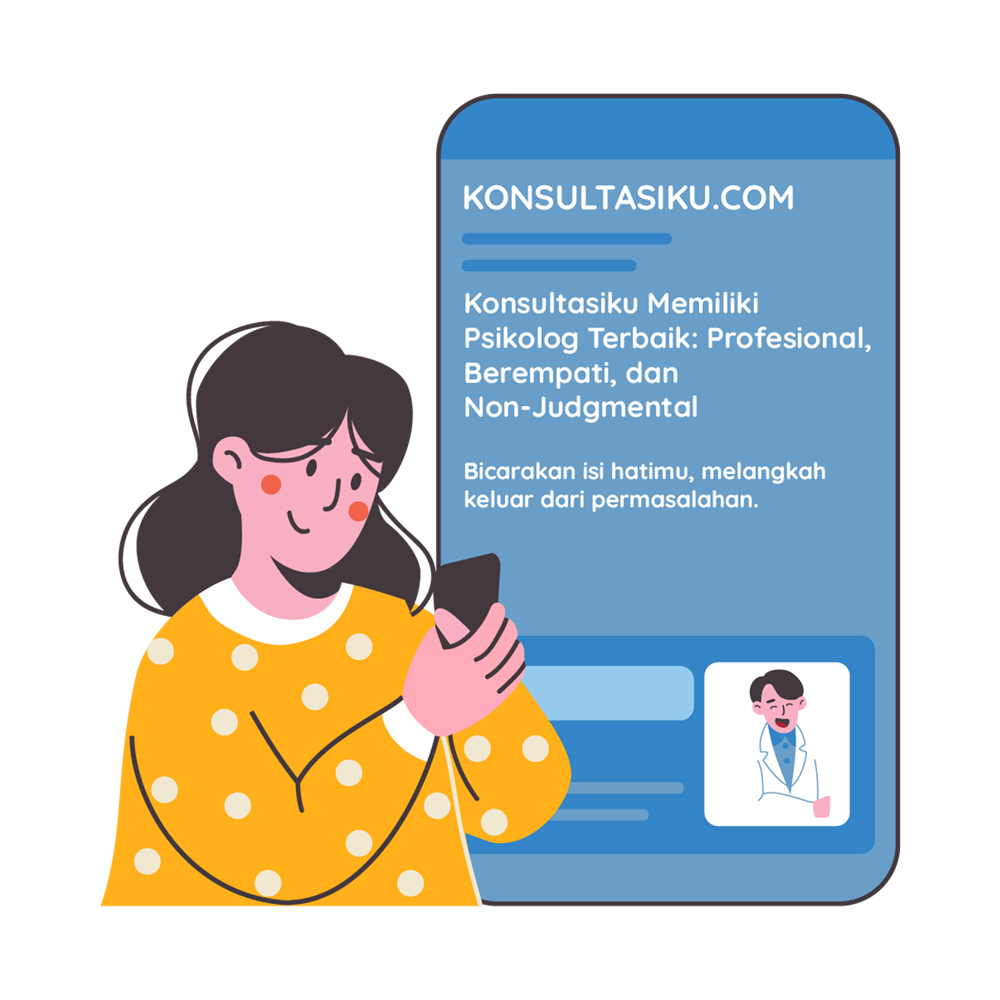 KONSULTASIKU.COM
Konsultasiku Memiliki
Psikolog Terbaik: Profesional,
Berempati, dan
Non-Judgmental
Bicarakan isi hatimu, melangkah
keluar dari permasalahan.